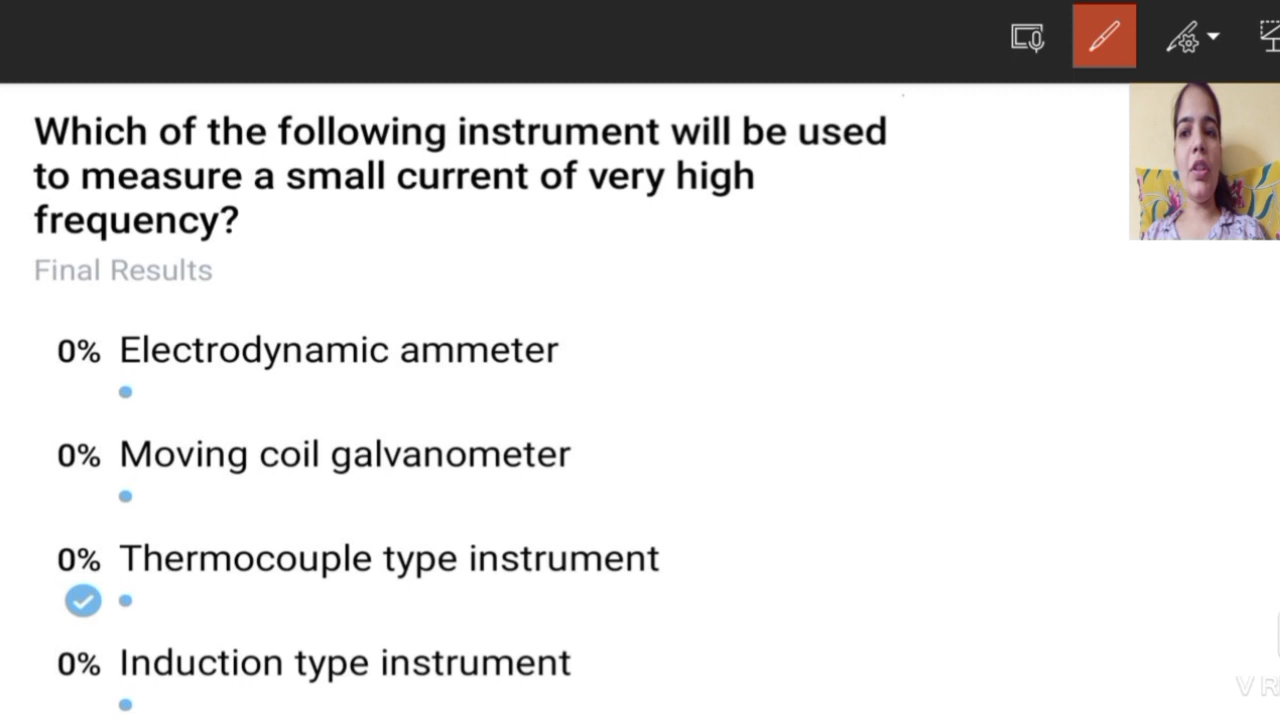 Which of the following instrument will be used
to measure a small current of very high
frequency?
Final Results
0% Electrodynamic ammeter
0% Moving coil galvanometer
0% Thermocouple type instrument
0% Induction type instrument